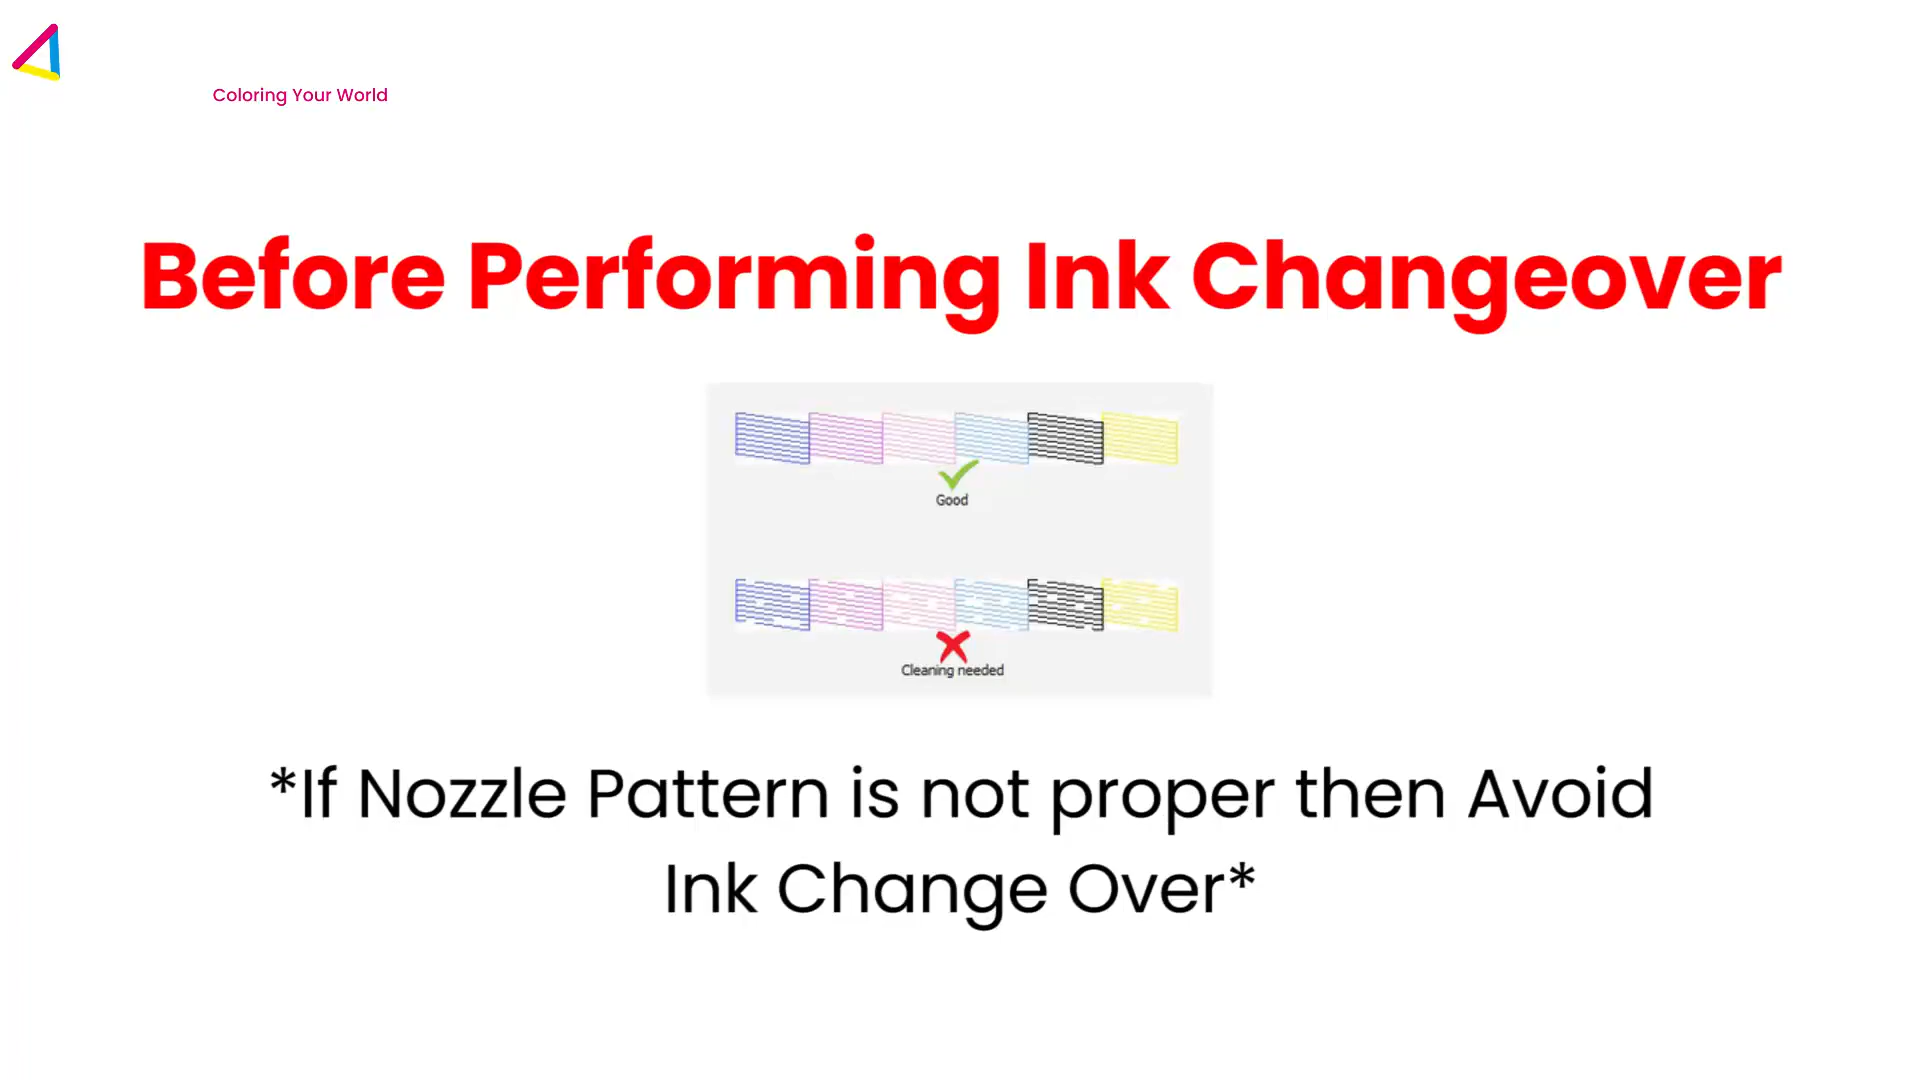 Coloring Your World
Before Performing Ink Changeover
Good
Cleaning needed
*If Nozzle Pattern is not proper then Avoid
Ink Change Over*